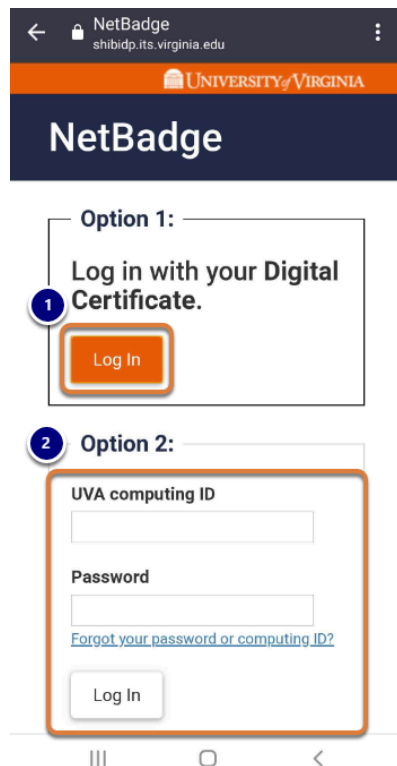 NetBadge
shibidp.its.virginia.edu
UNIVERSITY of VIRGINIA
NetBadge
Option 1:
Log in with your Digital
Certificate.
1
Log In
2
Option 2:
UVA computing ID
Password
Forgot your password or computing ID?
Log In